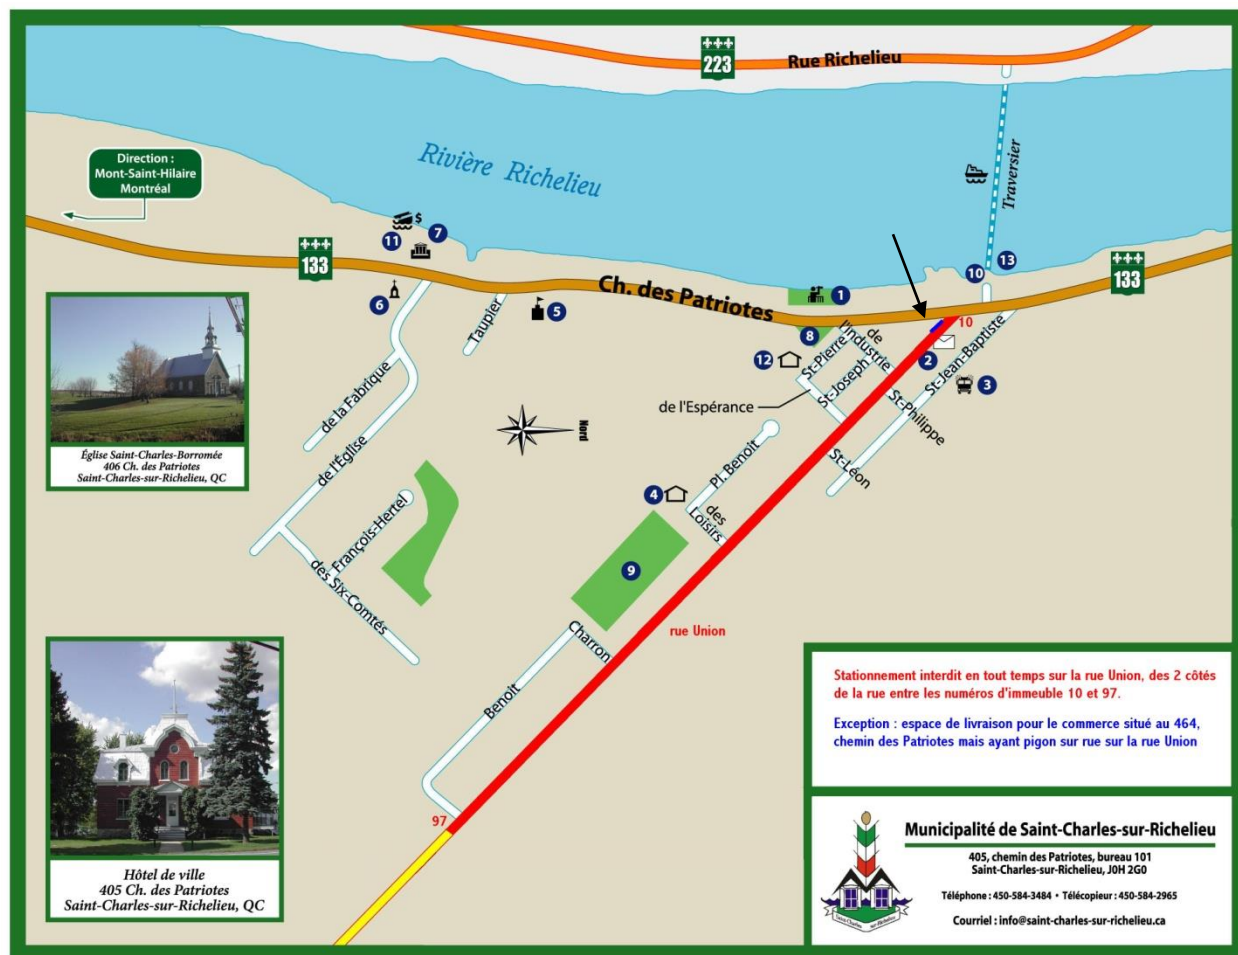 223
Rue Richelieu
Direction :
Mont-Saint-Hilaire
Montréal
Rivière Richelieu
Traversier
$
11
7
133
6
Taupier
5
Ch. des Patriotes
1
8
10
13
133
10
12
St-Pierre
de
l'Industrie
St-Joseph
2
St-Jean-Baptiste
3
de la Fabrique
de l'Espérance
St-Philippe
Nord
de l'Église
St-Léon
Pl. Benoit
4
des
Loisirs
François-Hertel
9
des Six-Comtés
Charron
rue Union
Benoit
97
Église Saint-Charles-Borromée
406 Ch. des Patriotes
Saint-Charles-sur-Richelieu, QC
Hôtel de ville
405 Ch. des Patriotes
Saint-Charles-sur-Richelieu, QC
Stationnement interdit en tout temps sur la rue Union, des 2 côtés
de la rue entre les numéros d'immeuble 10 et 97.
Exception : espace de livraison pour le commerce situé au 464,
chemin des Patriotes mais ayant pigon sur rue sur la rue Union
Municipalité de Saint-Charles-sur-Richelieu
405, chemin des Patriotes, bureau 101
Saint-Charles-sur-Richelieu, J0H 2G0
Téléphone : 450-584-3484 • Télécopieur : 450-584-2965
Courriel : info@saint-charles-sur-richelieu.ca
Saint-Charles
sur-Richelieu